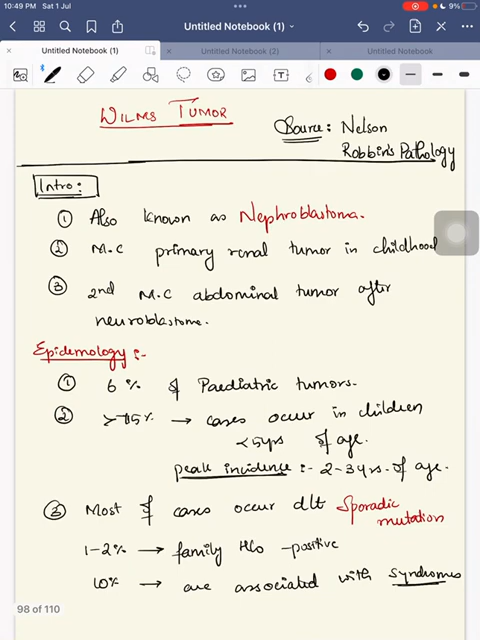 10:49 PM Sat 1 Jul
9%
Untitled Notebook (1)
Untitled Notebook (1)
Untitled Notebook (2)
Untitled Notebook
WILMS TUMOR
Source: Nelson
Robbin's Pathology
Intro:
① Also known as Nephroblastoma.
② M.C primary renal tumor in childhood
③ 2nd M.C abdominal tumor after
neuroblastome.
Epidemology :-
① 6% of Paediatric tumors.
② >75% → cases occur in children
<5yrs of age.
peak incidence :- 2-3yrs. of age.
③ Most of cases occur d/t Sporadic
mutation
1-2% → family H/o -positive
10% → are associated with syndromes
98 of 110